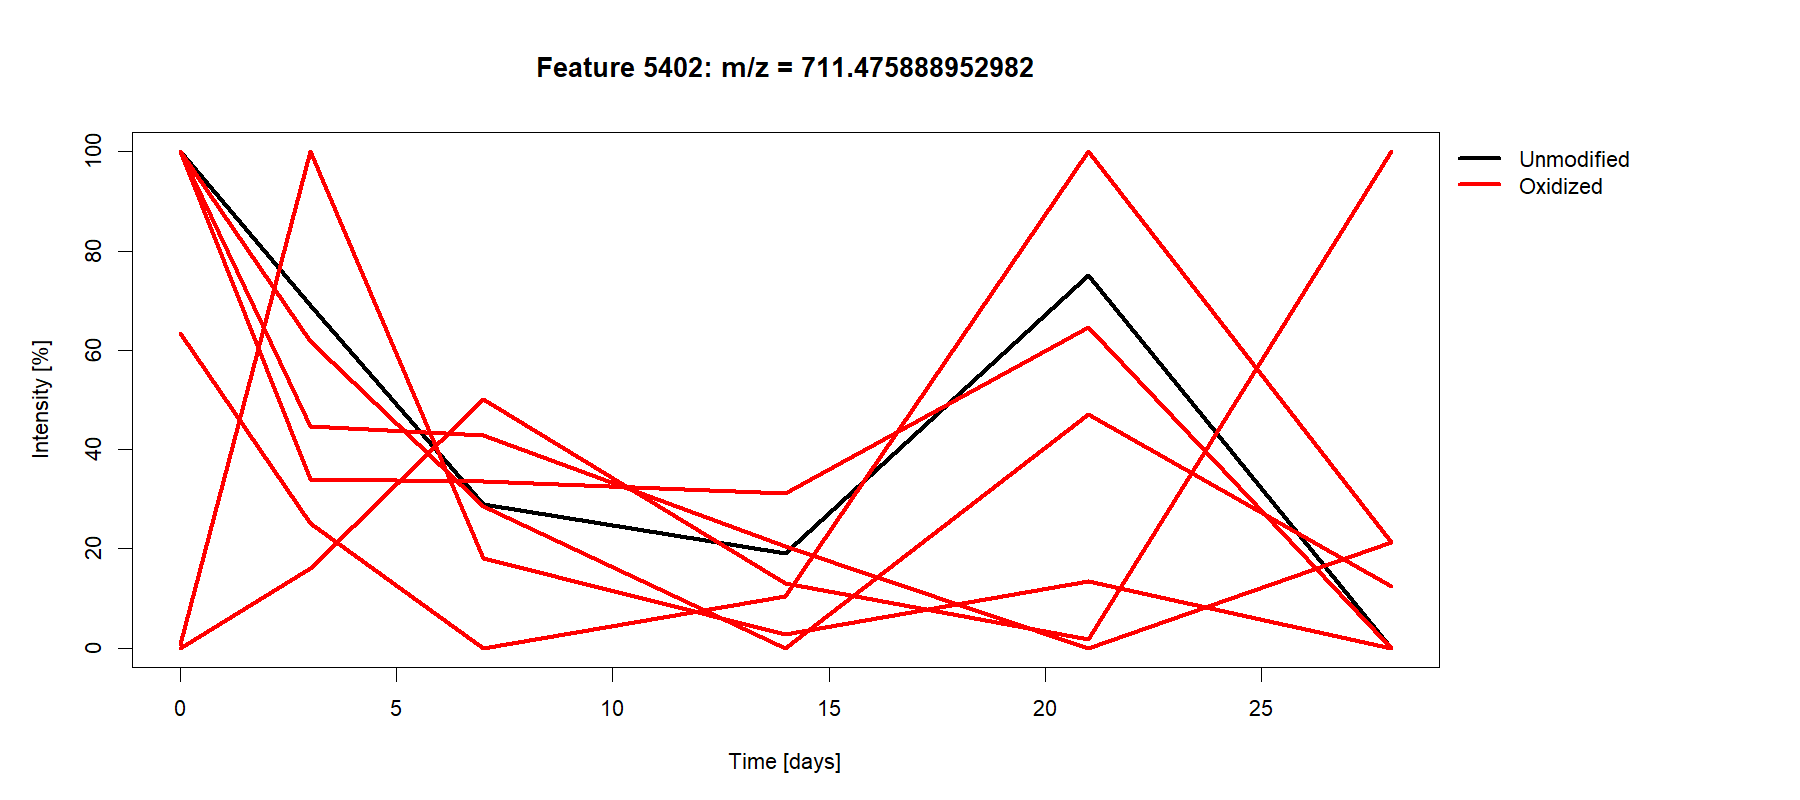 Feature 5402: m/z = 711.475888952982
Unmodified
Oxidized
Intensity [%]
100
80
60
40
20
0
0 5 10 15 20 25
Time [days]